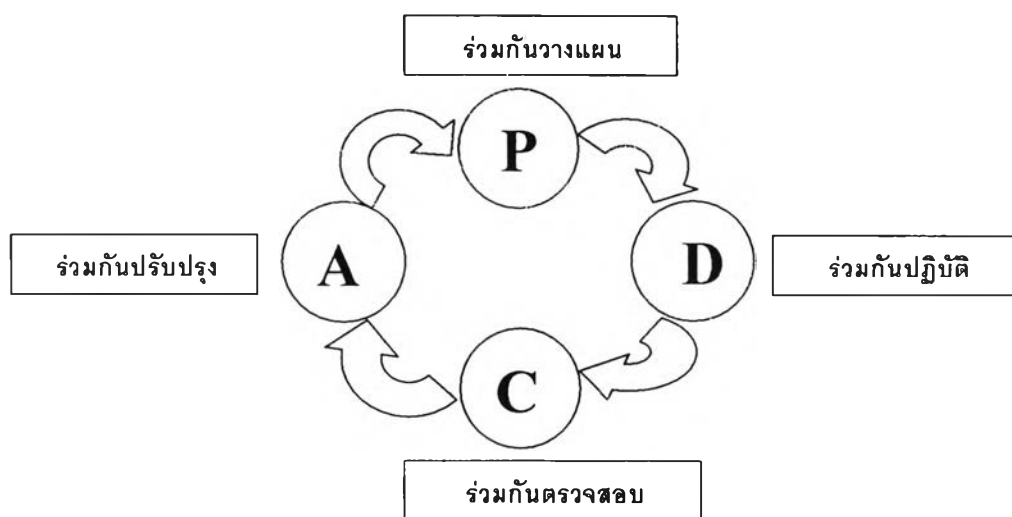 ร่วมกันวางแผน
P
A
D
ร่วมกันปรับปรุง
ร่วมกันปฏิบัติ
C
ร่วมกันตรวจสอบ